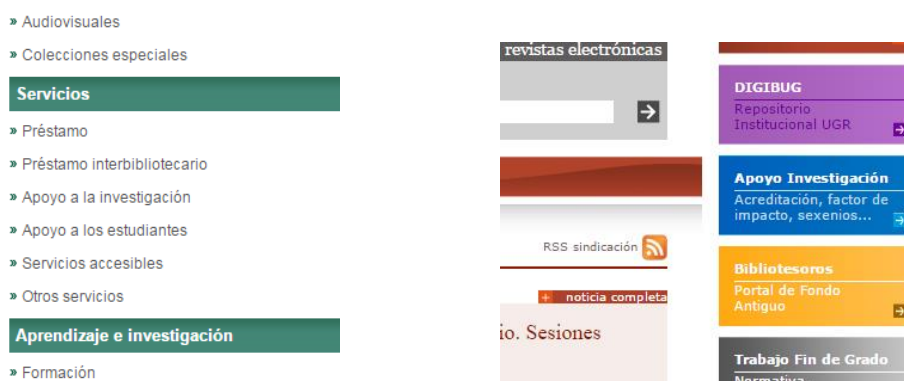 » Audiovisuales
» Colecciones especiales
Servicios
» Préstamo
» Préstamo interbibliotecario
» Apoyo a la investigación
» Apoyo a los estudiantes
» Servicios accesibles
» Otros servicios
Aprendizaje e investigación
» Formación
revistas electrónicas
RSS sindicación
+ noticia completa
io. Sesiones
DIGIBUG
Repositorio
Institucional UGR
Apoyo Investigación
Acreditación, factor de
impacto, sexenios...
Bibliotesoros
Portal de Fondo
Antiguo
Trabajo Fin de Grado
Normativa